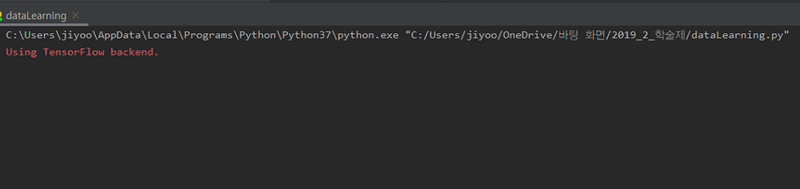 dataLearning
C:\Users\jiyoo\AppData\Local\Programs\Python\Python37\python.exe "C:/Users/jiyoo/OneDrive/바탕 화면/2019_2_학술제/dataLearning.py"
Using TensorFlow backend.